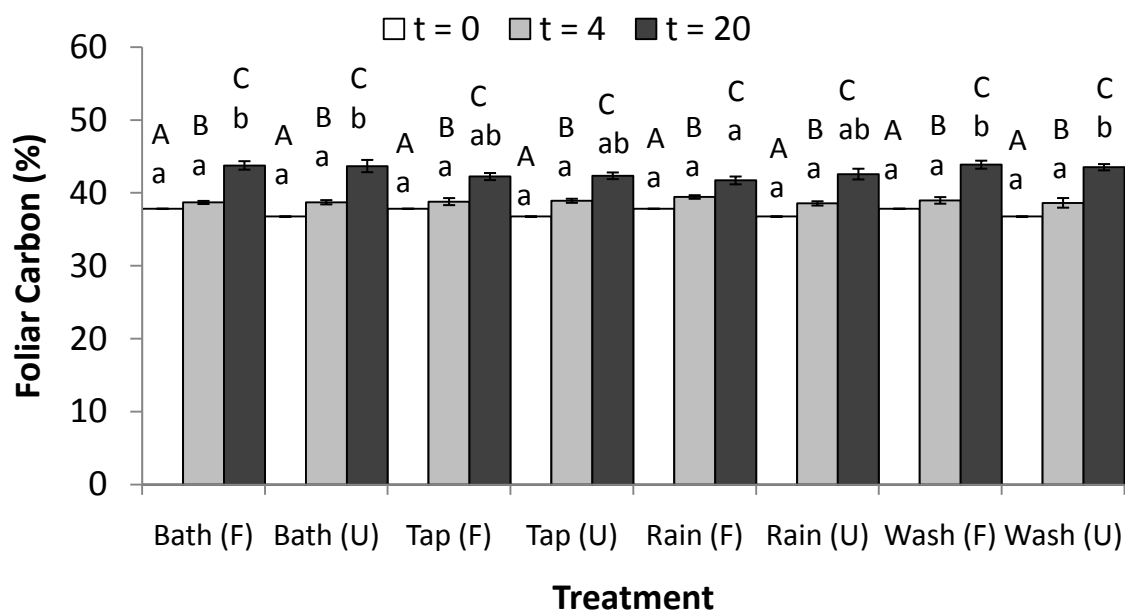 t = 0 t = 4 t = 20
Foliar Carbon (%)
60
50
40
30
20
10
0
A
a
B
a
C
b
A
a
B
a
C
b
A
a
B
a
C
ab
A
a
B
a
C
ab
A
a
B
a
C
a
A
a
B
a
C
ab
A
a
B
a
C
b
A
a
B
a
C
b
Bath (F) Bath (U) Tap (F) Tap (U) Rain (F) Rain (U) Wash (F) Wash (U)
Treatment